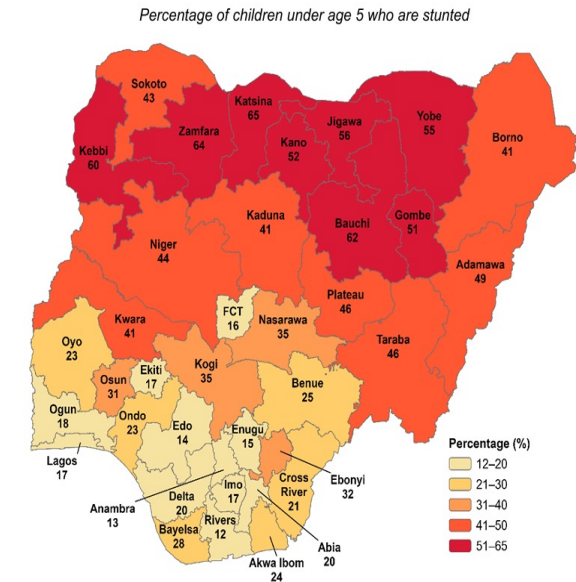 Percentage of children under age 5 who are stunted
Sokoto
43
Katsina
65
Zamfara
64
Kebbi
60
Kano
52
Jigawa
56
Yobe
55
Borno
41
Kaduna
41
Bauchi
62
Gombe
51
Niger
44
Adamawa
49
Plateau
46
FCT
16
Nasarawa
35
Kwara
41
Taraba
46
Oyo
23
Ekiti
17
Kogi
35
Osun
31
Benue
25
Ogun
18
Ondo
23
Edo
14
Enugu
15
Lagos
17
Ebonyi
32
Cross
River
21
Anambra
13
Imo
17
Delta
20
Rivers
12
Bayelsa
28
Abia
20
Akwa Ibom
24
Percentage (%)
12–20
21–30
31–40
41–50
51–65